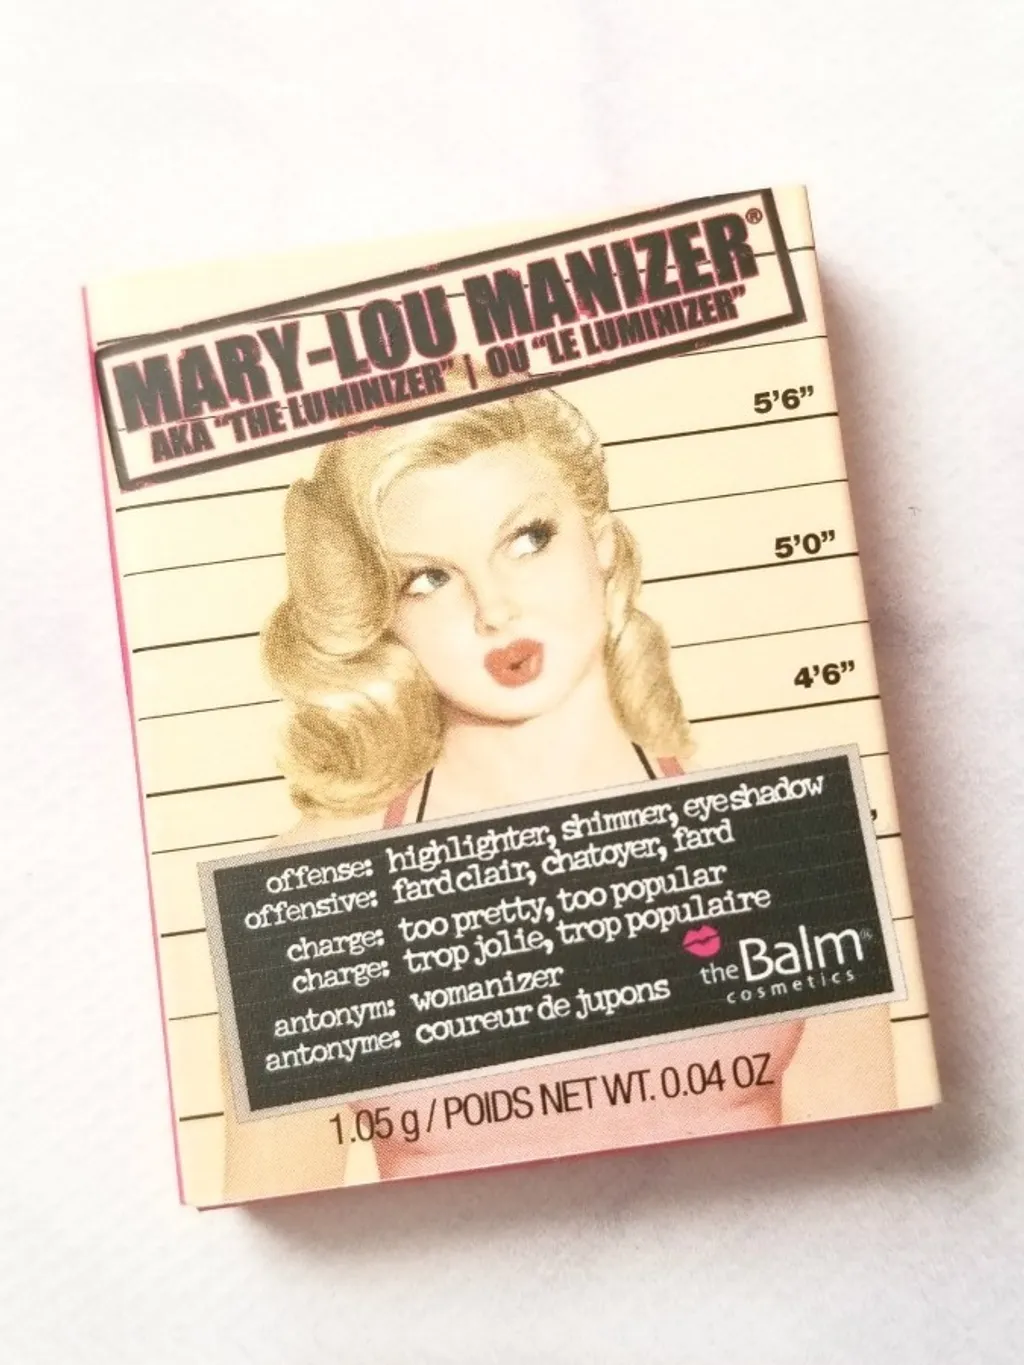 MARY-LOU MANIZER®
AKA "THE LUMINIZER" | OU "LE LUMINIZER"
5'6"
5'0"
4'6"
offense: highlighter, shimmer, eyeshadow
offensive: fard clair, chatoyer, fard
charge: too pretty, too popular
charge: trop jolie, trop populaire
antonym: womanizer
antonyme: coureur de jupons
theBalm®
cosmetics
1.05 g / POIDS NET WT. 0.04 OZ